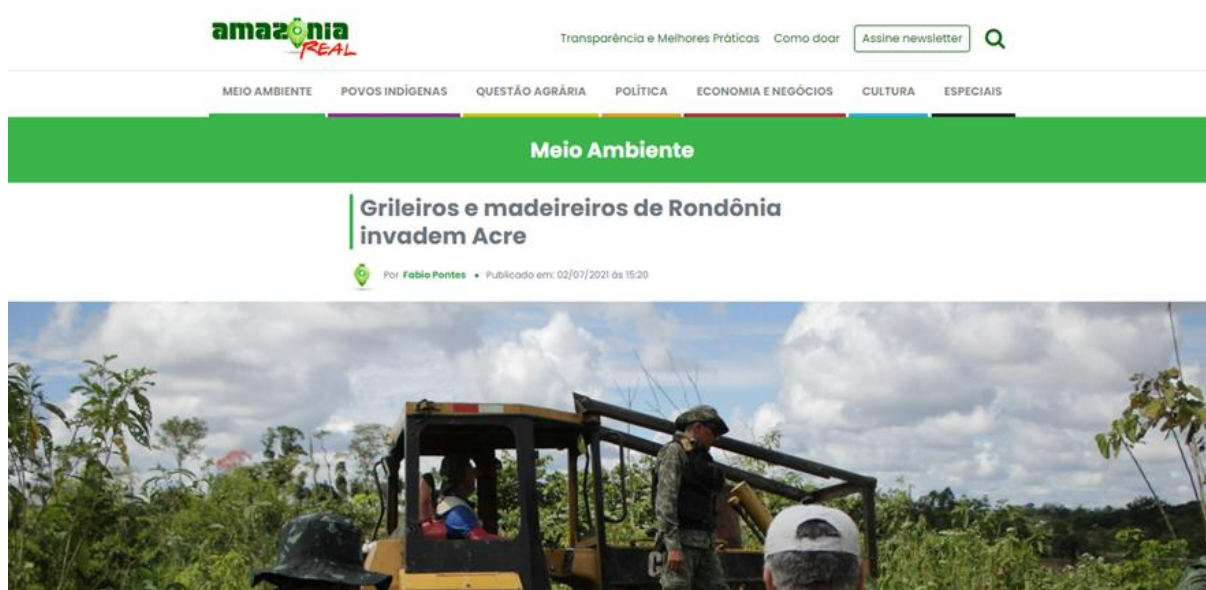 amazônia
REAL
Transparência e Melhores Práticas Como doar Assine newsletter
MEIO AMBIENTE POVOS INDÍGENAS QUESTÃO AGRÁRIA POLÍTICA ECONOMIA E NEGÓCIOS CULTURA ESPECIAIS
Meio Ambiente
Grileiros e madeireiros de Rondônia
invadem Acre
Por Fabio Pontes • Publicado em: 02/07/2021 às 15:20